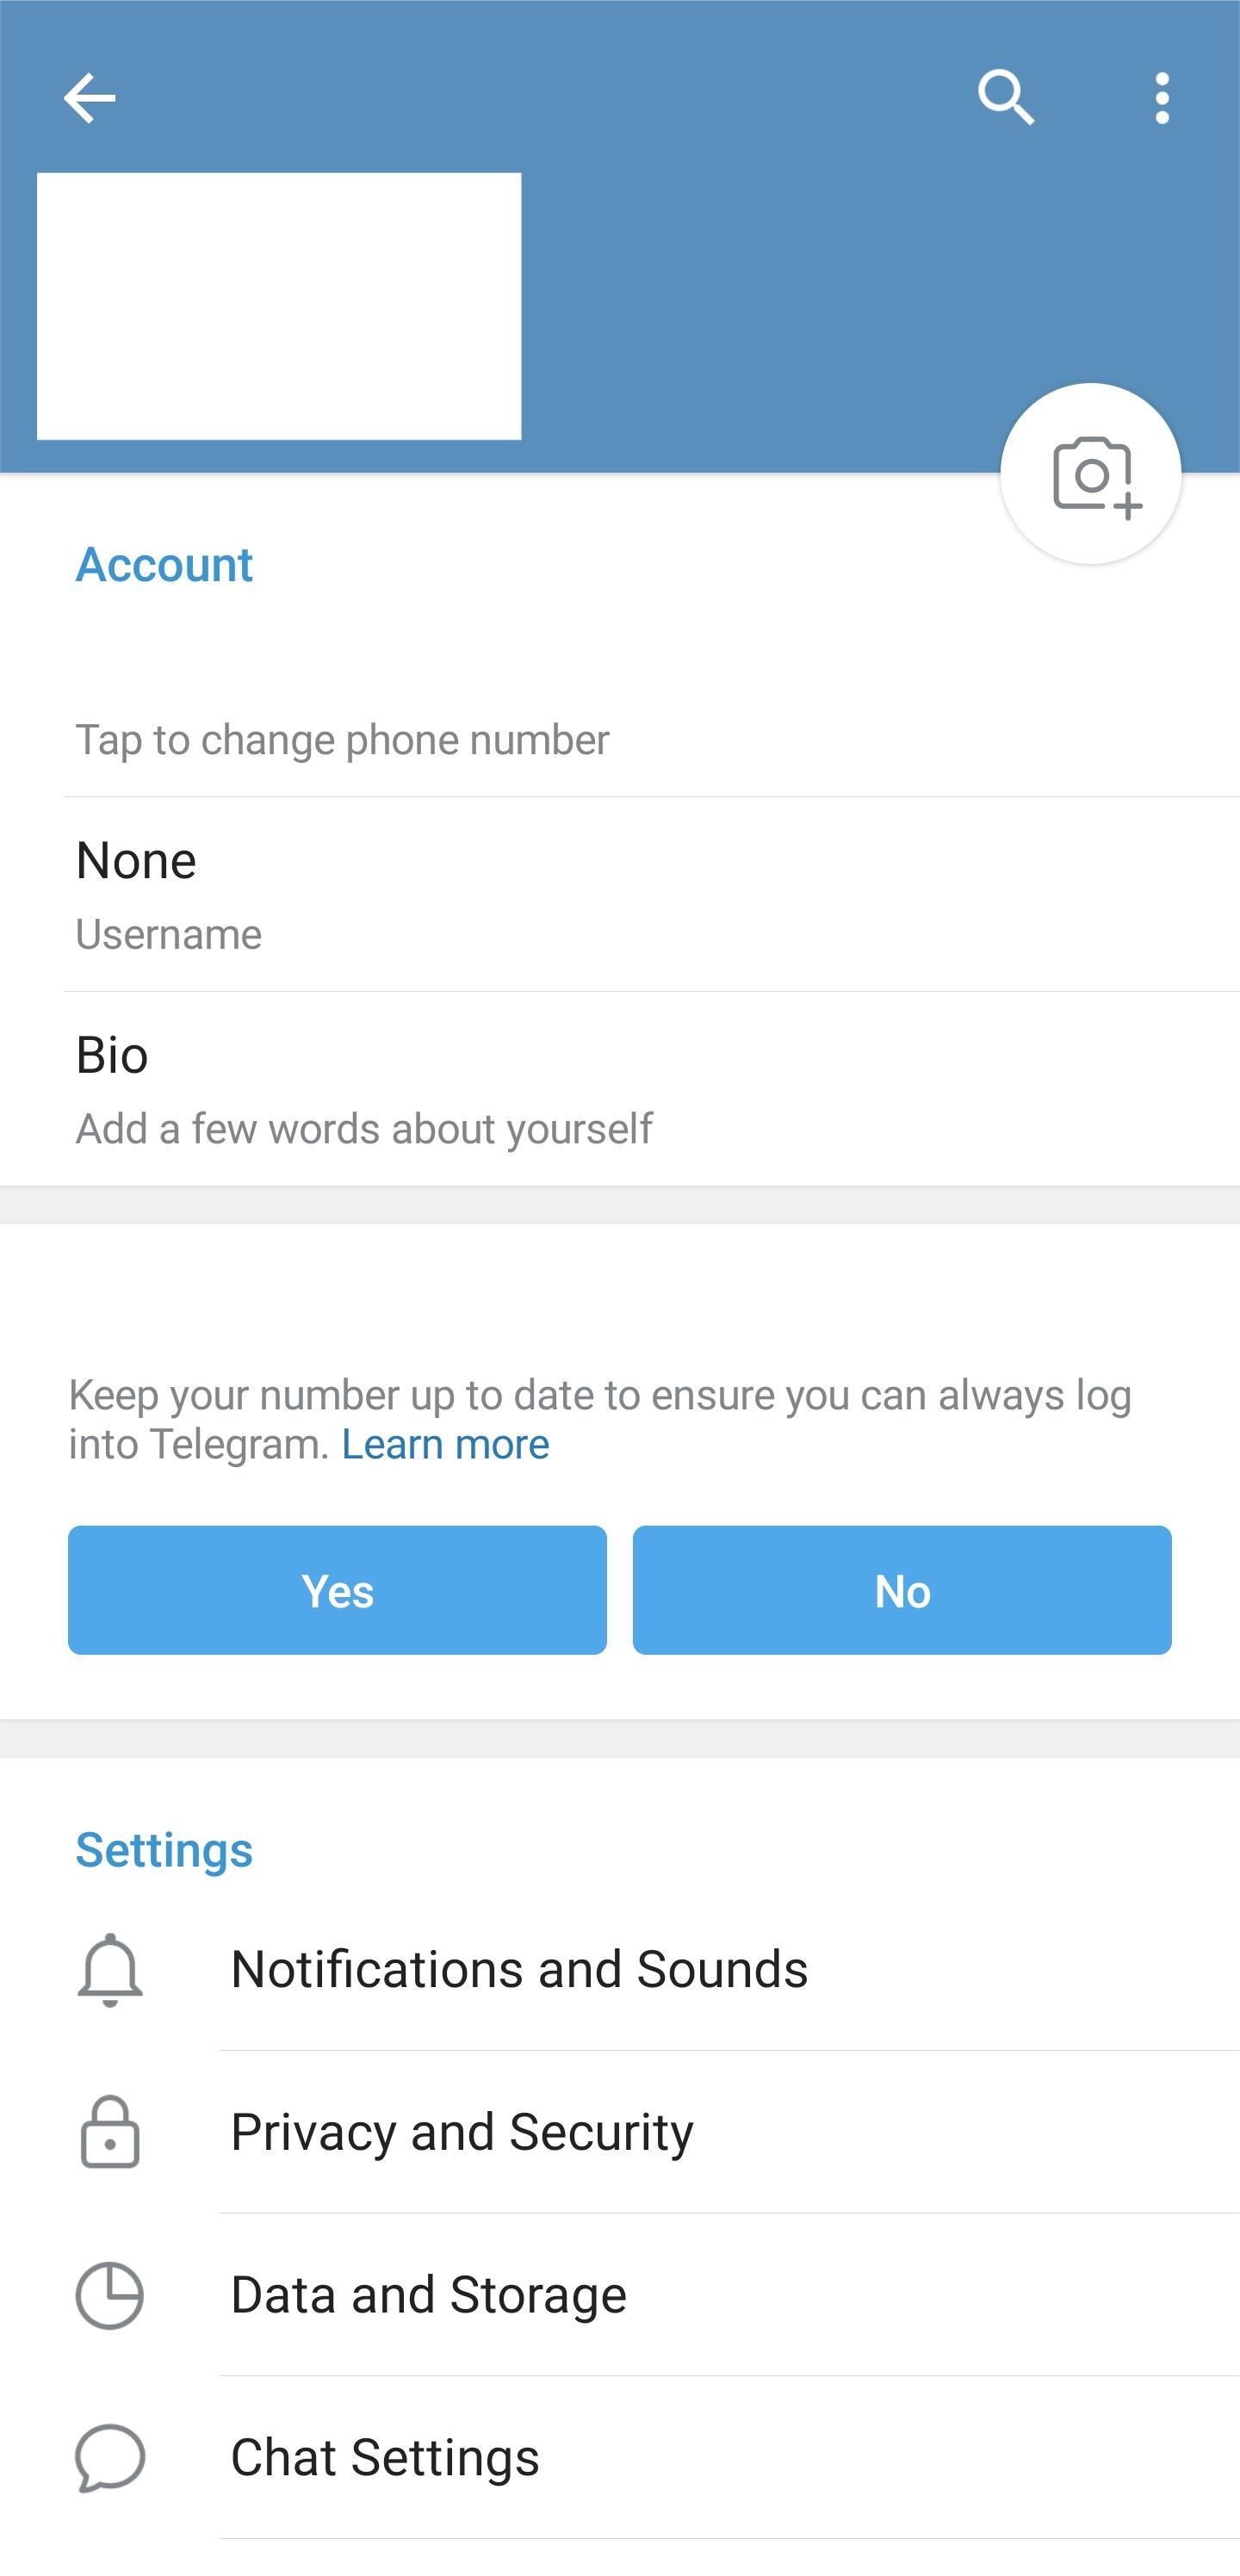 Account
Tap to change phone number
None
Username
Bio
Add a few words about yourself
Keep your number up to date to ensure you can always log
into Telegram. Learn more
Yes
No
Settings
Notifications and Sounds
Privacy and Security
Data and Storage
Chat Settings